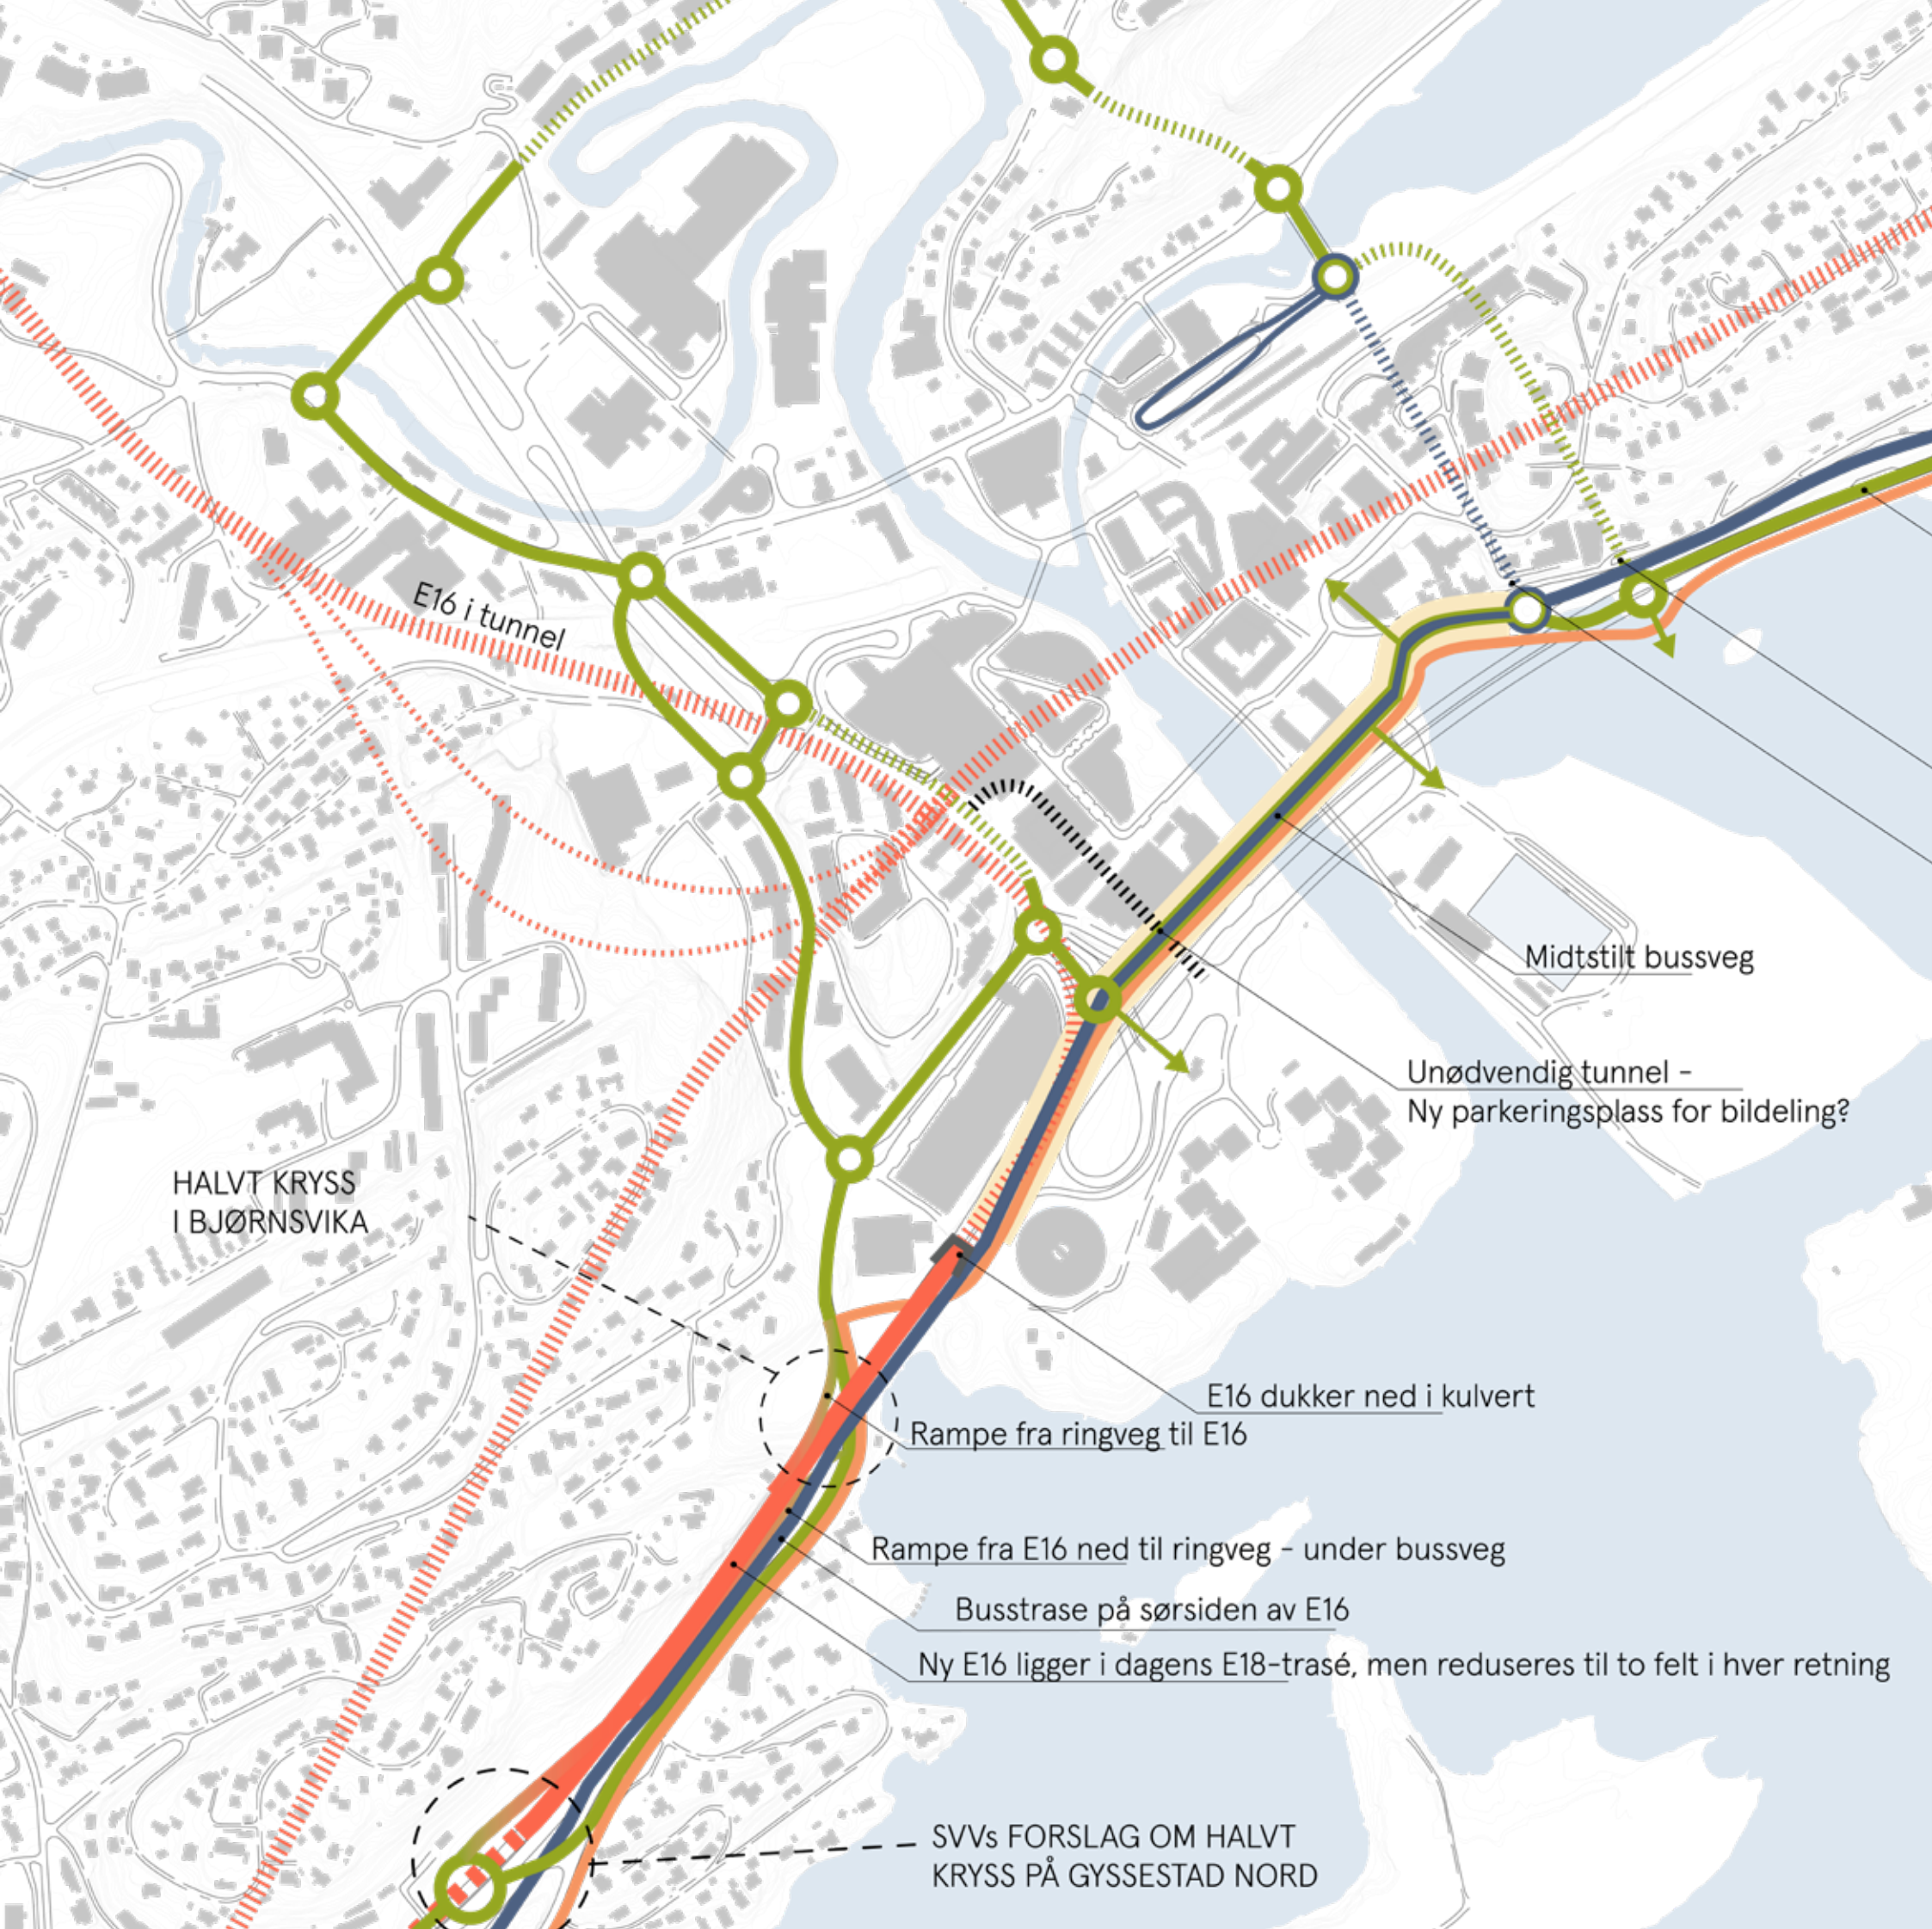 E16 i tunnel
Midtstilt bussveg
Unødvendig tunnel -
Ny parkeringsplass for bildeling?
HALVT KRYSS
I BJØRNSVIKA
E16 dukker ned i kulvert
Rampe fra ringveg til E16
Rampe fra E16 ned til ringveg - under bussveg
Busstrase på sørsiden av E16
Ny E16 ligger i dagens E18-trasé, men reduseres til to felt i hver retning
SVVs FORSLAG OM HALVT
KRYSS PÅ GYSSESTAD NORD